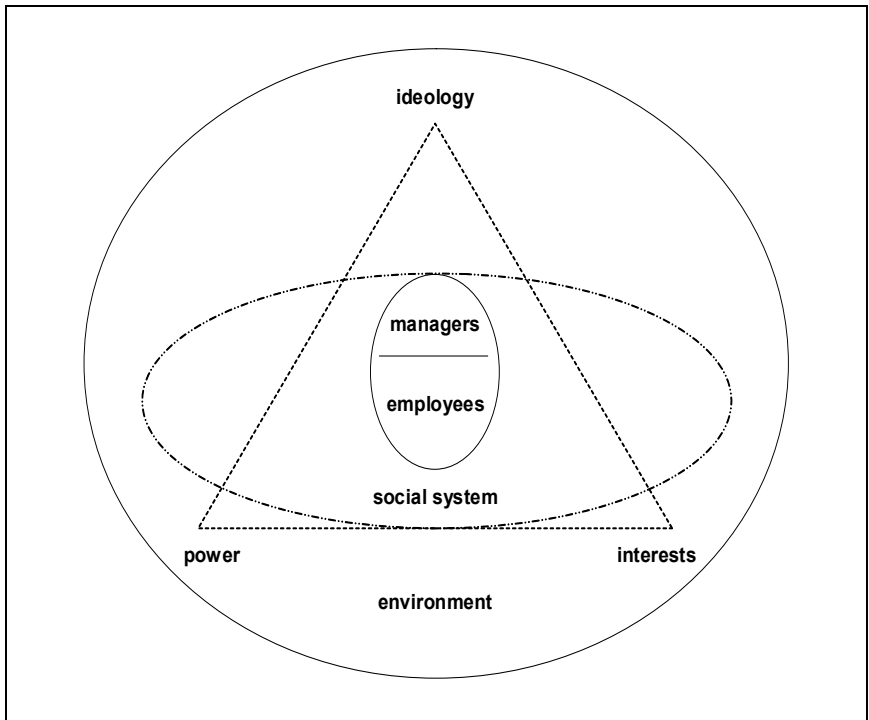 ideology
managers
employees
social system
power interests
environment